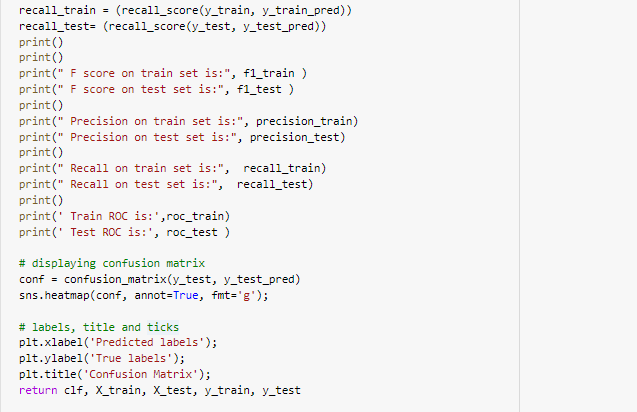 recall_train = (recall_score(y_train, y_train_pred))
recall_test= (recall_score(y_test, y_test_pred))
print()
print()
print(" F score on train set is:", f1_train )
print(" F score on test set is:", f1_test )
print()
print(" Precision on train set is:", precision_train)
print(" Precision on test set is:", precision_test)
print()
print(" Recall on train set is:",  recall_train)
print(" Recall on test set is:",  recall_test)
print()
print(' Train ROC is:',roc_train)
print(' Test ROC is:', roc_test )
# displaying confusion matrix
conf = confusion_matrix(y_test, y_test_pred)
sns.heatmap(conf, annot=True, fmt='g');
# labels, title and ticks
plt.xlabel('Predicted labels');
plt.ylabel('True labels');
plt.title('Confusion Matrix');
return clf, X_train, X_test, y_train, y_test